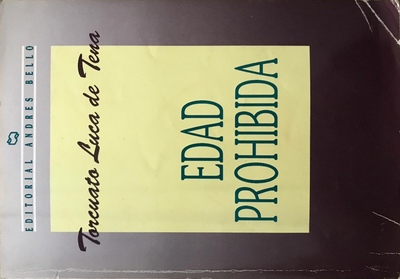 EDITORIAL ANDRES BELLO
Torcuato Luca de Tena
EDAD
PROHIBIDA